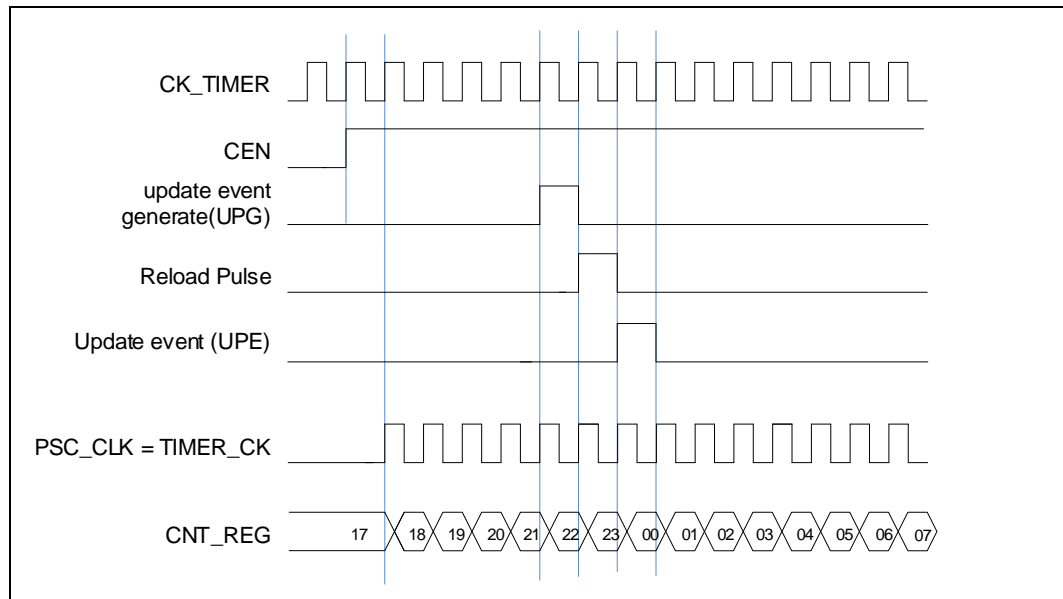 CK_TIMER
CEN
update event
generate(UPG)
Reload Pulse
Update event (UPE)
PSC_CLK = TIMER_CK
CNT_REG 17 18 19 20 21 22 23 00 01 02 03 04 05 06 07